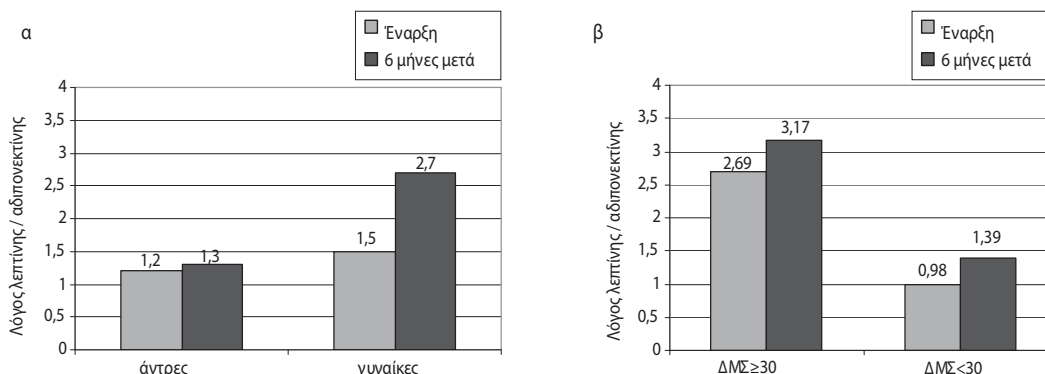 α
Έναρξη
6 μήνες μετά
Λόγος λεπτίνης / αδιπονεκτίνης
4
3,5
3
2,5
2
1,5
1
0,5
0
1,2
1,3
1,5
2,7
άντρες
γυναίκες
β
Έναρξη
6 μήνες μετά
Λόγος λεπτίνης / αδιπονεκτίνης
4
3,5
3
2,5
2
1,5
1
0,5
0
2,69
3,17
0,98
1,39
ΔΜΣ≥30
ΔΜΣ<30